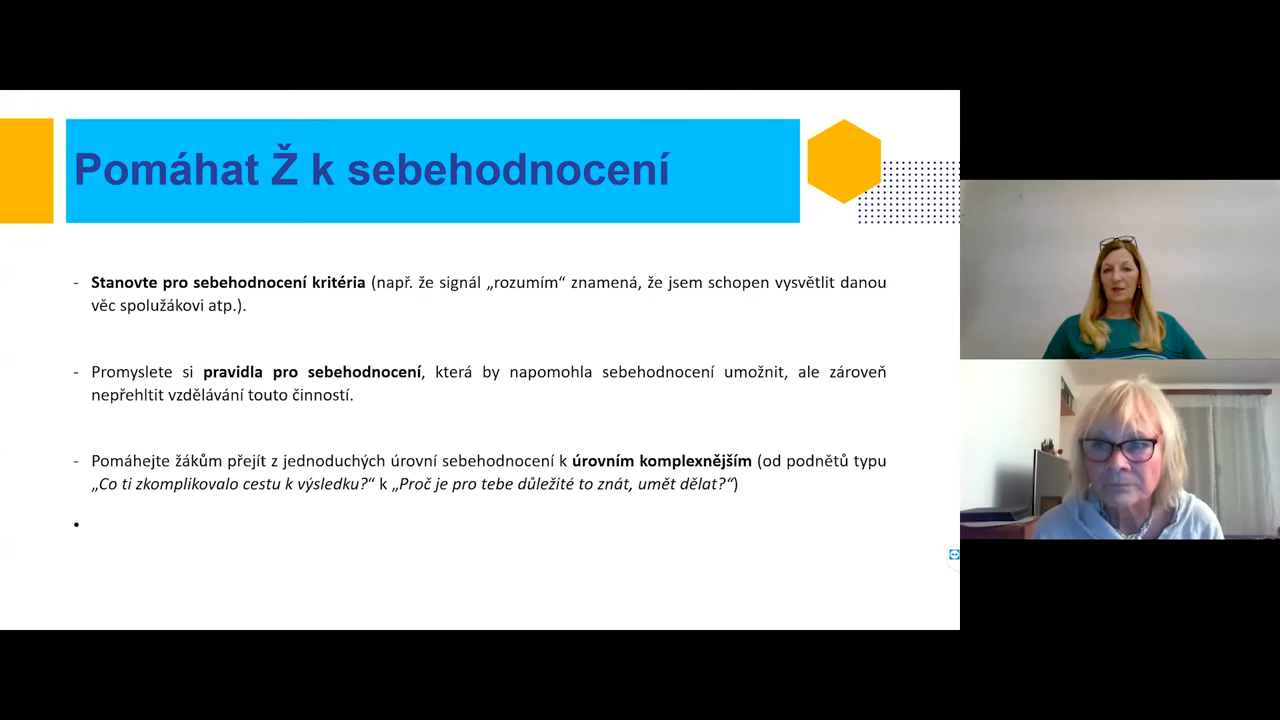 Pomáhat Ž k sebehodnocení
- Stanovte pro sebehodnocení kritéria (např. že signál „rozumím“ znamená, že jsem schopen vysvětlit danou
věc spolužákovi atp.).
- Promyslete si pravidla pro sebehodnocení, která by napomohla sebehodnocení umožnit, ale zároveň
nepřehltit vzdělávání touto činností.
- Pomáhejte žákům přejít z jednoduchých úrovní sebehodnocení k úrovním komplexnějším (od podnětů typu
„Co ti zkomplikovalo cestu k výsledku?“ k „Proč je pro tebe důležité to znát, umět dělat?“)
•